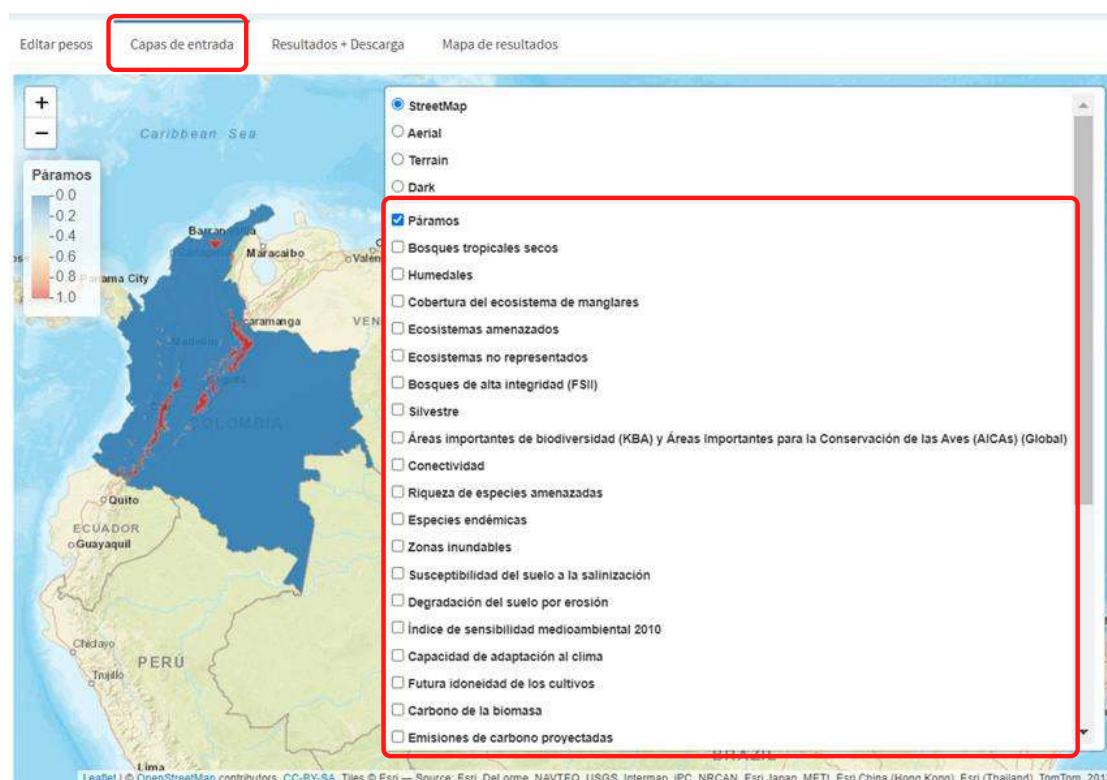 Editar pesos
Capas de entrada
Resultados + Descarga
Mapa de resultados
+
−
Caribbean Sea
Páramos
0.0
0.2
0.4
0.6
0.8
1.0
Maracaibo
Panama City
Medellín
Bogotá
COLOMBIA
Quito
ECUADOR
Guayaquil
Chiclayo
PERÚ
Trujillo
Lima
StreetMap
Aerial
Terrain
Dark
Páramos
Bosques tropicales secos
Humedales
Cobertura del ecosistema de manglares
Ecosistemas amenazados
Ecosistemas no representados
Bosques de alta integridad (FSII)
Silvestre
Áreas importantes de biodiversidad (KBA) y Áreas Importantes para la Conservación de las Aves (AICAs) (Global)
Conectividad
Riqueza de especies amenazadas
Especies endémicas
Zonas inundables
Susceptibilidad del suelo a la salinización
Degradación del suelo por erosión
Índice de sensibilidad medioambiental 2010
Capacidad de adaptación al clima
Futura idoneidad de los cultivos
Carbono de la biomasa
Emisiones de carbono proyectadas
BRAZIL
Leaflet | © OpenStreetMap contributors, CC-BY-SA, Tiles © Esri — Source: Esri, DeLorme, NAVTEQ, USGS, Intermap, iPC, NRCAN, Esri Japan, METI, Esri China (Hong Kong), Esri (Thailand), TomTom, 201